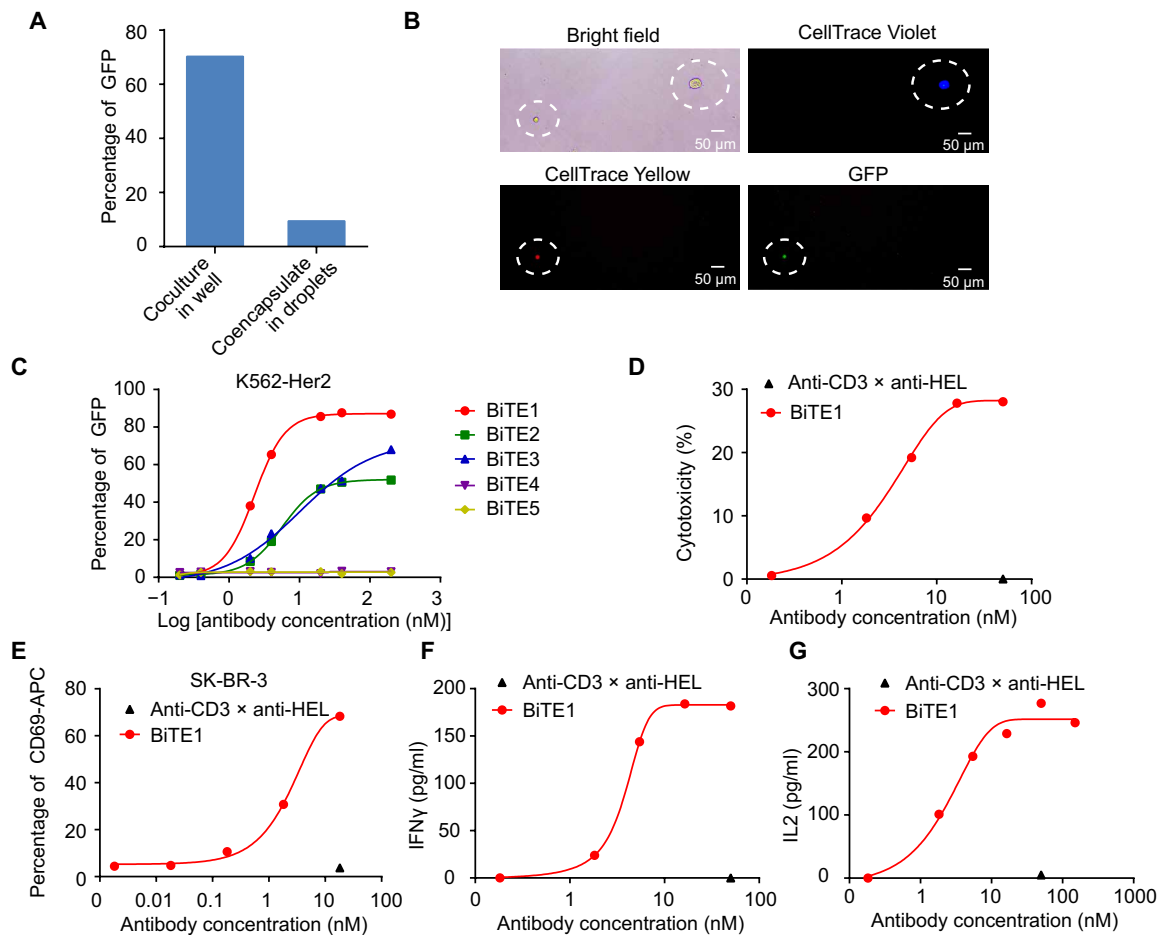 A
Percentage of GFP
80
60
40
20
0
Coculture
in well
Coencapsulate
in droplets
B
Bright field
CellTrace Violet
50 µm
50 µm
CellTrace Yellow
GFP
50 µm
50 µm
C
K562-Her2
Percentage of GFP
100
80
60
40
20
0
−1 0 1 2 3
Log [antibody concentration (nM)]
BiTE1
BiTE2
BiTE3
BiTE4
BiTE5
D
Anti-CD3 × anti-HEL
BiTE1
Cytotoxicity (%)
30
20
10
0
0 1 10 100
Antibody concentration (nM)
E
SK-BR-3
Anti-CD3 × anti-HEL
BiTE1
Percentage of CD69-APC
80
60
40
20
0
0 0.01 0.1 1 10 100
Antibody concentration (nM)
F
Anti-CD3 × anti-HEL
BiTE1
IFNγ (pg/ml)
200
150
100
50
0
0 1 10 100
Antibody concentration (nM)
G
Anti-CD3 × anti-HEL
BiTE1
IL2 (pg/ml)
300
200
100
0
0 1 10 100 1000
Antibody concentration (nM)